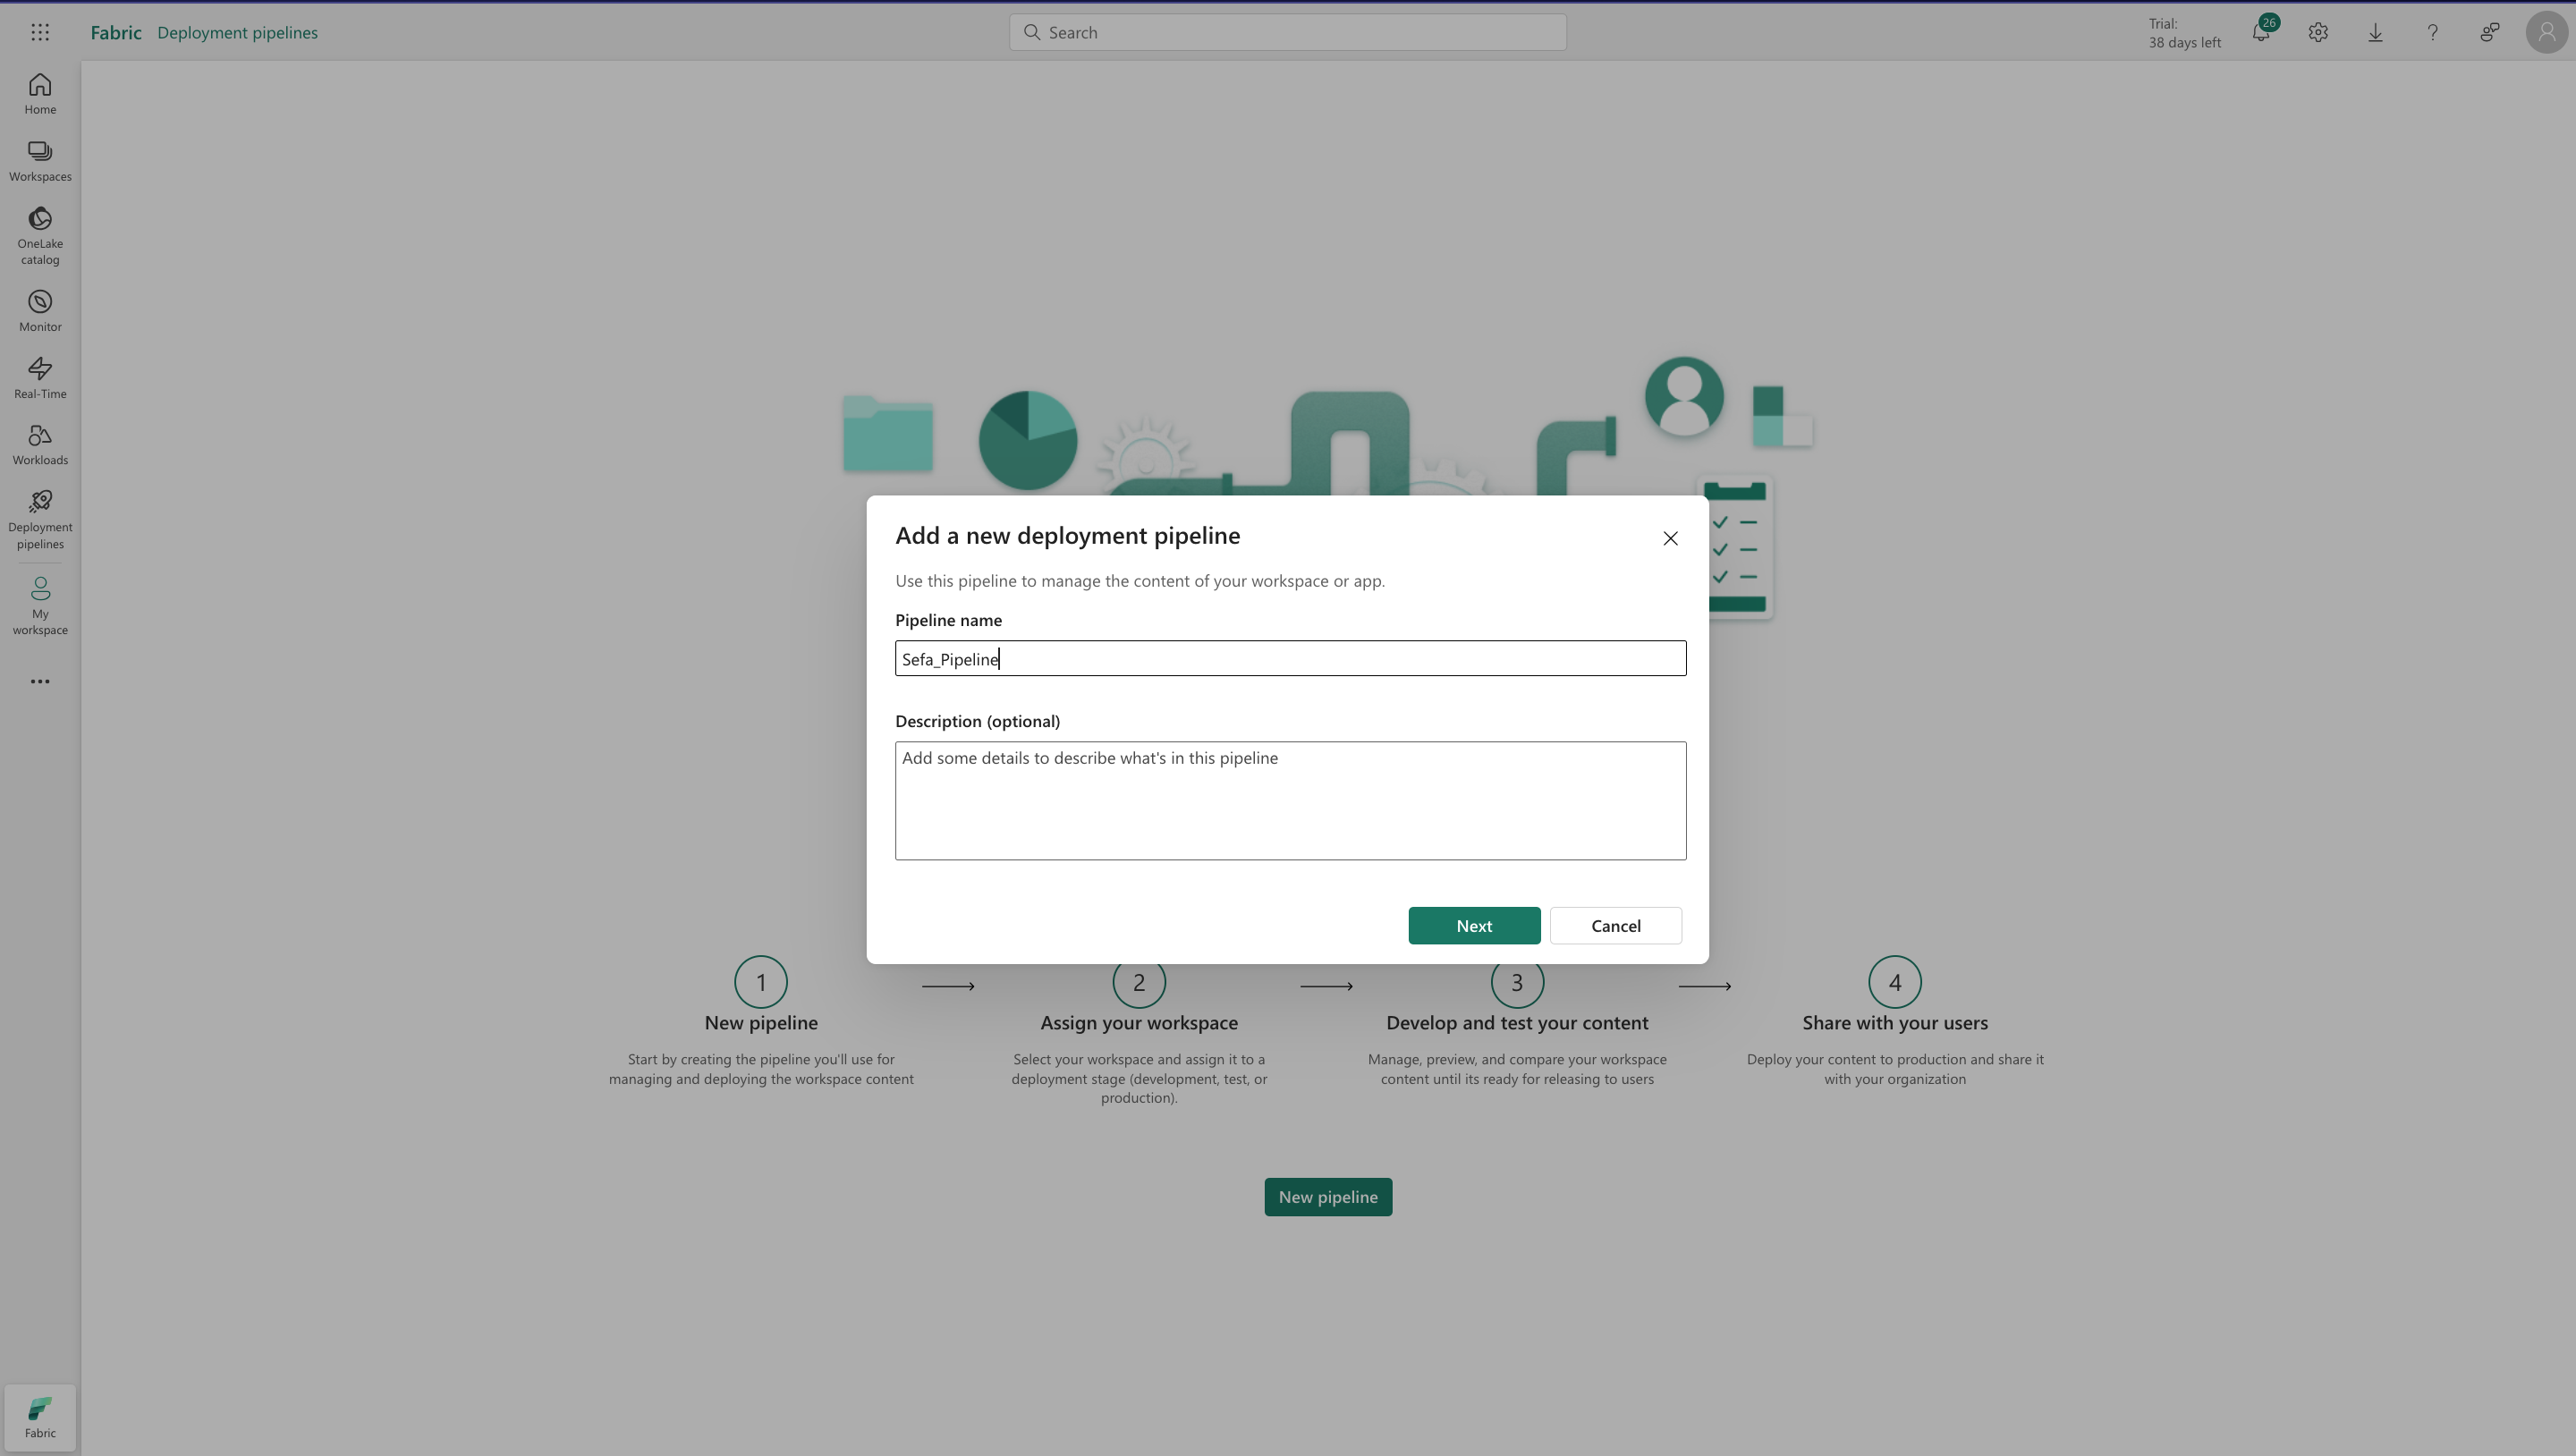 Fabric Deployment pipelines
Search
Trial:
38 days left
26
Home
Workspaces
OneLake
catalog
Monitor
Real-Time
Workloads
Deployment
pipelines
My
workspace
Fabric
Add a new deployment pipeline
Use this pipeline to manage the content of your workspace or app.
Pipeline name
Sefa_Pipeline
Description (optional)
Add some details to describe what's in this pipeline
Next Cancel
1
New pipeline
Start by creating the pipeline you'll use for
managing and deploying the workspace content
2
Assign your workspace
Select your workspace and assign it to a
deployment stage (development, test, or
production).
3
Develop and test your content
Manage, preview, and compare your workspace
content until its ready for releasing to users
4
Share with your users
Deploy your content to production and share it
with your organization
New pipeline